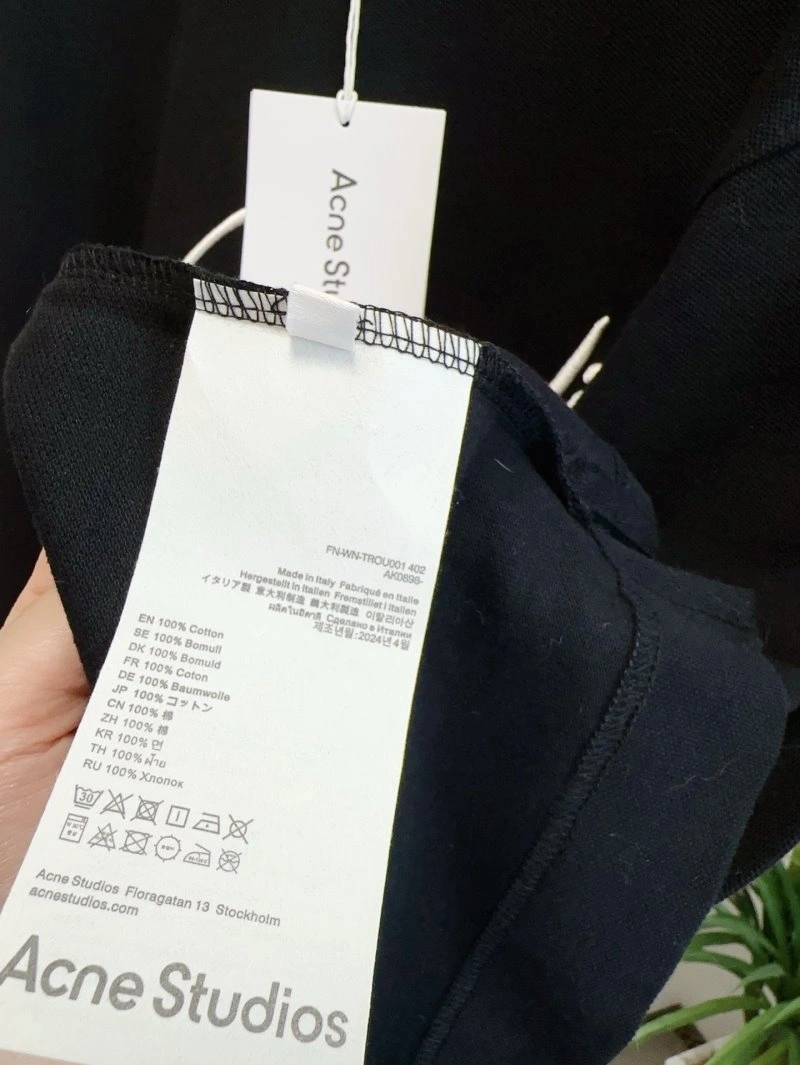 Acne Stu
FN-WN-TROU001 402
AK0898-
Made in Italy Fabriqué en Italie
Hergestellt in Italien Fremstillet i Italien
イタリア製 意大利制造 義大利製造 이탈리아산
ผลิตในอิตาลี Сделано в Италии
제조년월:2024년 4월
EN 100% Cotton
SE 100% Bomull
DK 100% Bomuld
FR 100% Coton
DE 100% Baumwolle
JP 100% コットン
CN 100% 棉
ZH 100% 棉
KR 100% 면
TH 100% ฝ้าย
RU 100% Хлопок
30
Acne Studios Floragatan 13 Stockholm
acnestudios.com
Acne Studios